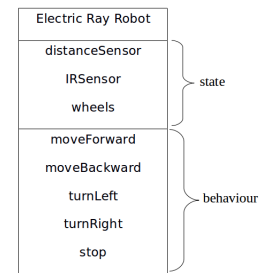 Electric Ray Robot
distanceSensor
IRSensor
wheels
state
moveForward
moveBackward
turnLeft
turnRight
stop
behaviour